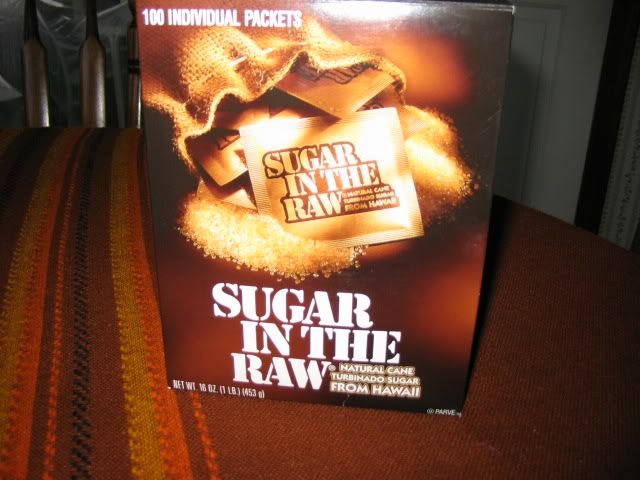 100 INDIVIDUAL PACKETS
SUGAR
IN THE
RAW
® NATURAL CANE
TURBINADO SUGAR
FROM HAWAII
SUGAR
IN THE
RAW® NATURAL CANE
TURBINADO SUGAR
FROM HAWAII
NET WT. 16 OZ. (1 LB.) (453 g)
Ⓤ PARVE